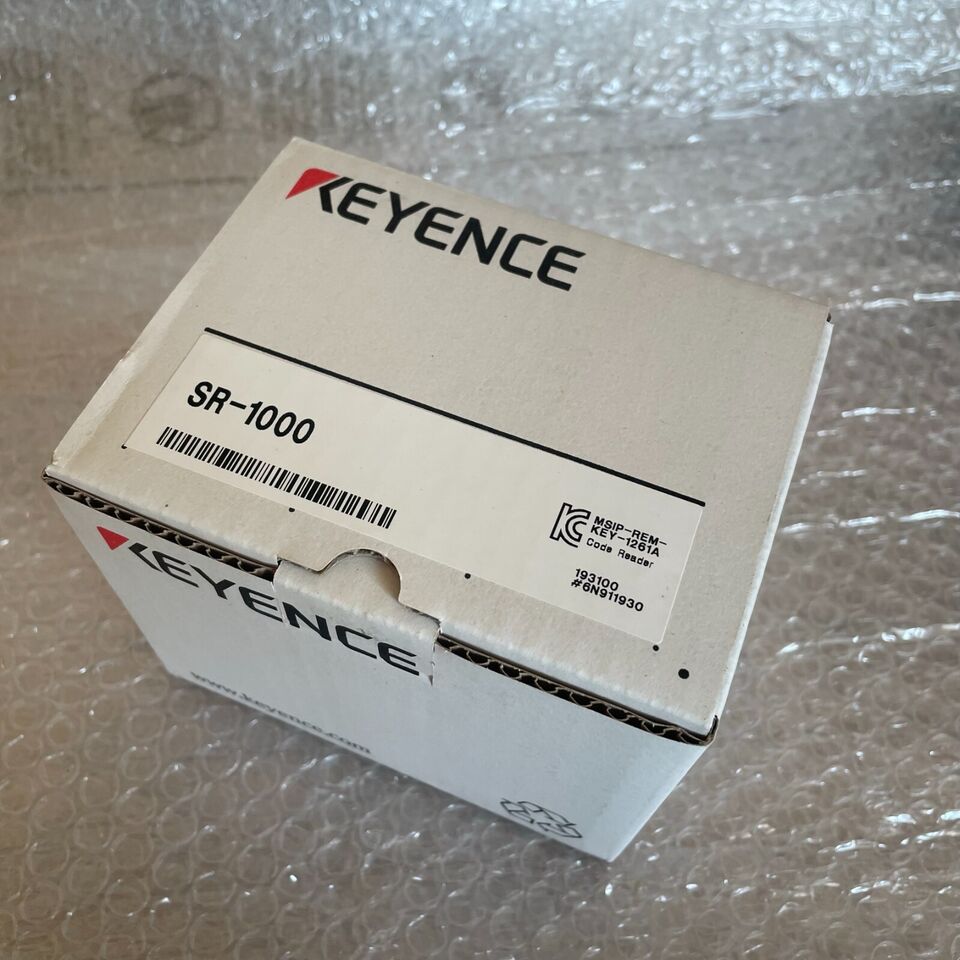 KEYENCE
SR-1000
MSIP-REM-
KEY-1261A
Code Reader
193100
#6N911930
KEYENCE
www.keyence.com